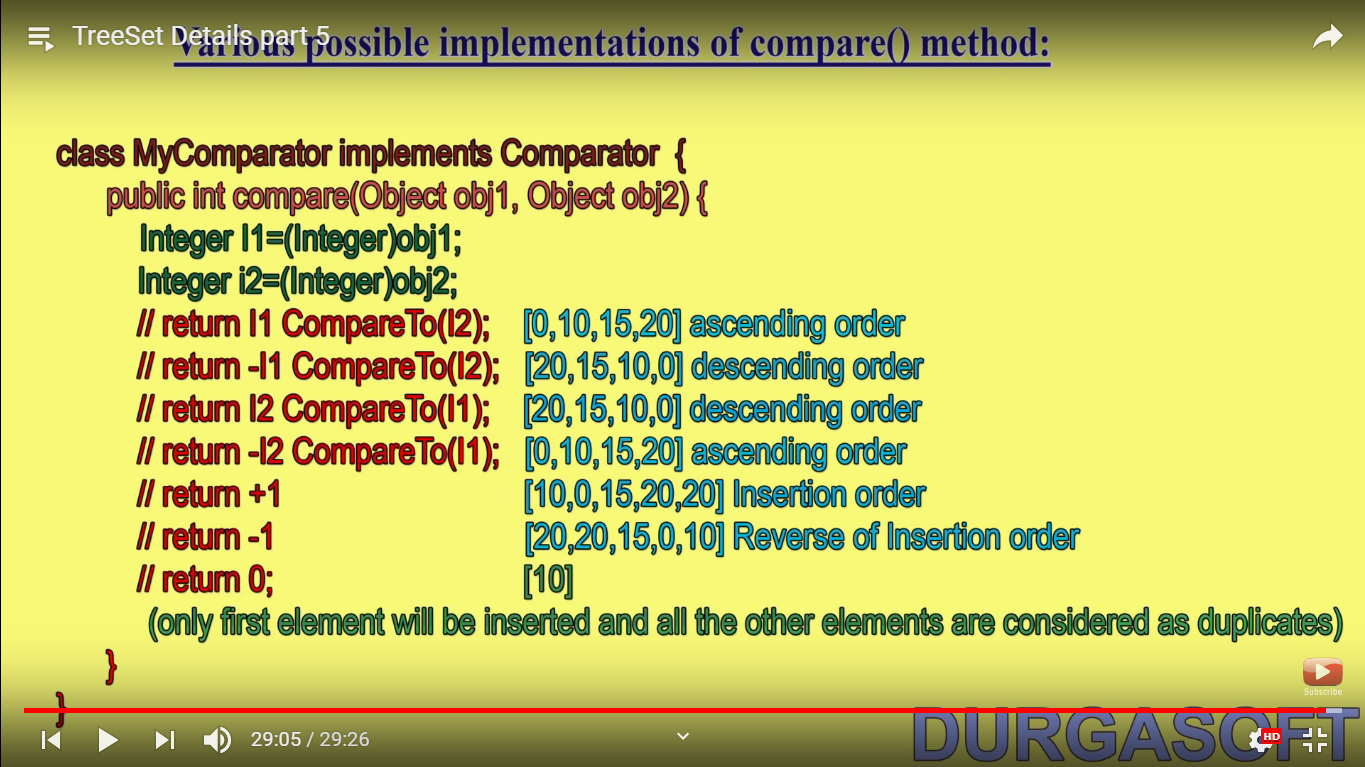 TreeSet Details part 5
Various possible implementations of compare() method:
class MyComparator implements Comparator {
public int compare(Object obj1, Object obj2) {
Integer I1=(Integer)obj1;
Integer i2=(Integer)obj2;
// return I1 CompareTo(I2); [0,10,15,20] ascending order
// return -I1 CompareTo(I2); [20,15,10,0] descending order
// return I2 CompareTo(I1); [20,15,10,0] descending order
// return -I2 CompareTo(I1); [0,10,15,20] ascending order
// return +1 [10,0,15,20,20] Insertion order
// return -1 [20,20,15,0,10] Reverse of Insertion order
// return 0; [10]
(only first element will be inserted and all the other elements are considered as duplicates)
}
}
Subscribe
DURGASOFT
29:05 / 29:26
HD